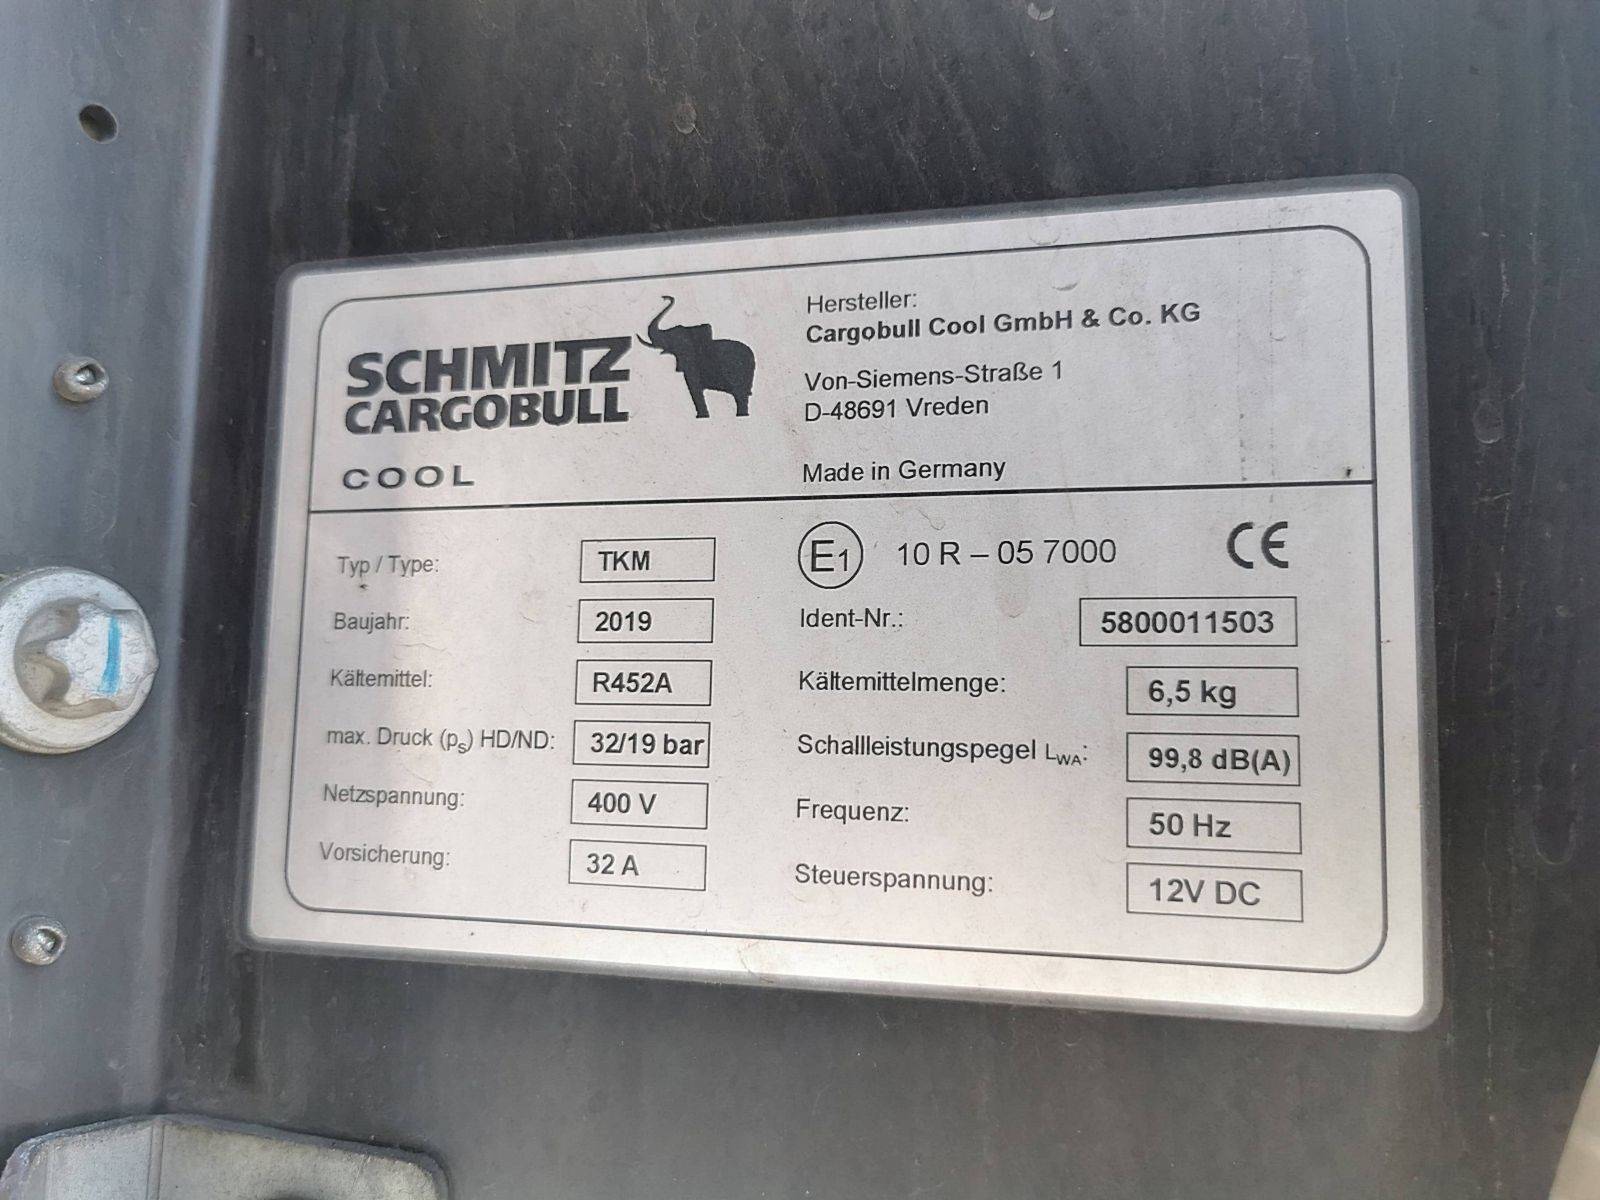 SCHMITZ
CARGOBULL
COOL
Hersteller:
Cargobull Cool GmbH & Co. KG
Von-Siemens-Straße 1
D-48691 Vreden
Made in Germany
Typ / Type: TKM
Baujahr: 2019
Kältemittel: R452A
max. Druck (ps) HD/ND: 32/19 bar
Netzspannung: 400 V
Vorsicherung: 32 A
E1 10 R – 05 7000 CE
Ident-Nr.: 5800011503
Kältemittelmenge: 6,5 kg
Schallleistungspegel LWA: 99,8 dB(A)
Frequenz: 50 Hz
Steuerspannung: 12V DC